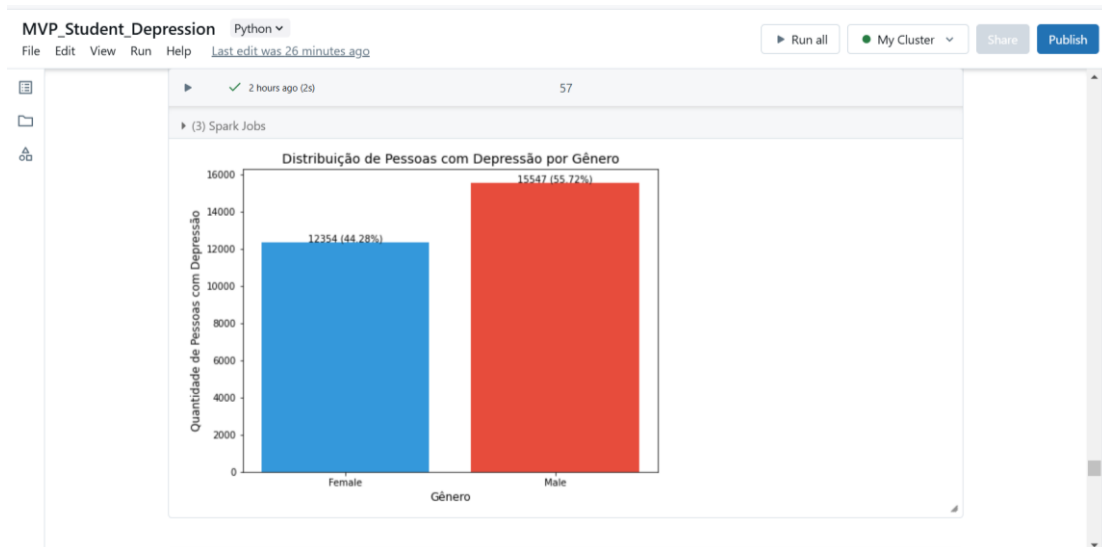 MVP_Student_Depression Python
File Edit View Run Help Last edit was 26 minutes ago
Run all
My Cluster
Share
Publish
2 hours ago (2s)
57
(3) Spark Jobs
Distribuição de Pessoas com Depressão por Gênero
Quantidade de Pessoas com Depressão
16000
14000
12000
10000
8000
6000
4000
2000
0
12354 (44.28%)
15547 (55.72%)
Female
Male
Gênero